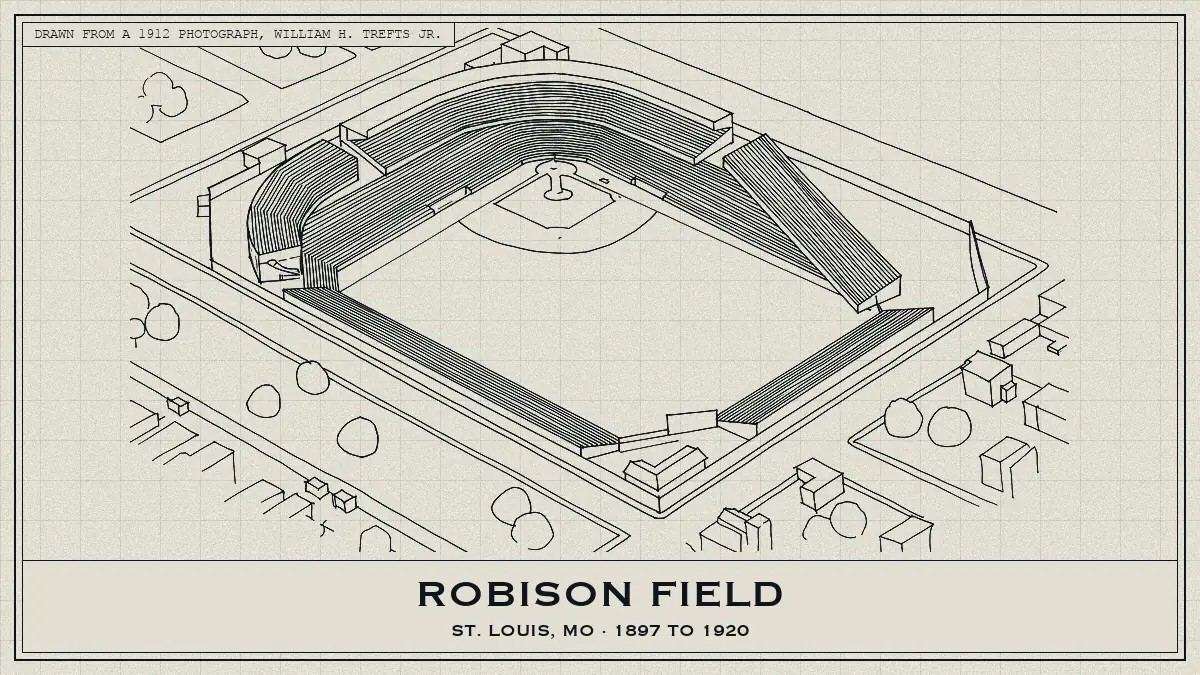 DRAWN FROM A 1912 PHOTOGRAPH, WILLIAM H. TREFTS JR.
ROBISON FIELD
ST. LOUIS, MO · 1897 TO 1920